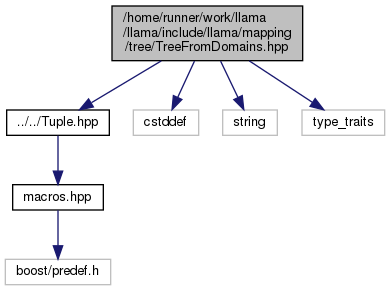 /home/runner/work/llama
/llama/include/llama/mapping
/tree/TreeFromDomains.hpp
../../Tuple.hpp
cstddef
string
type_traits
macros.hpp
boost/predef.h